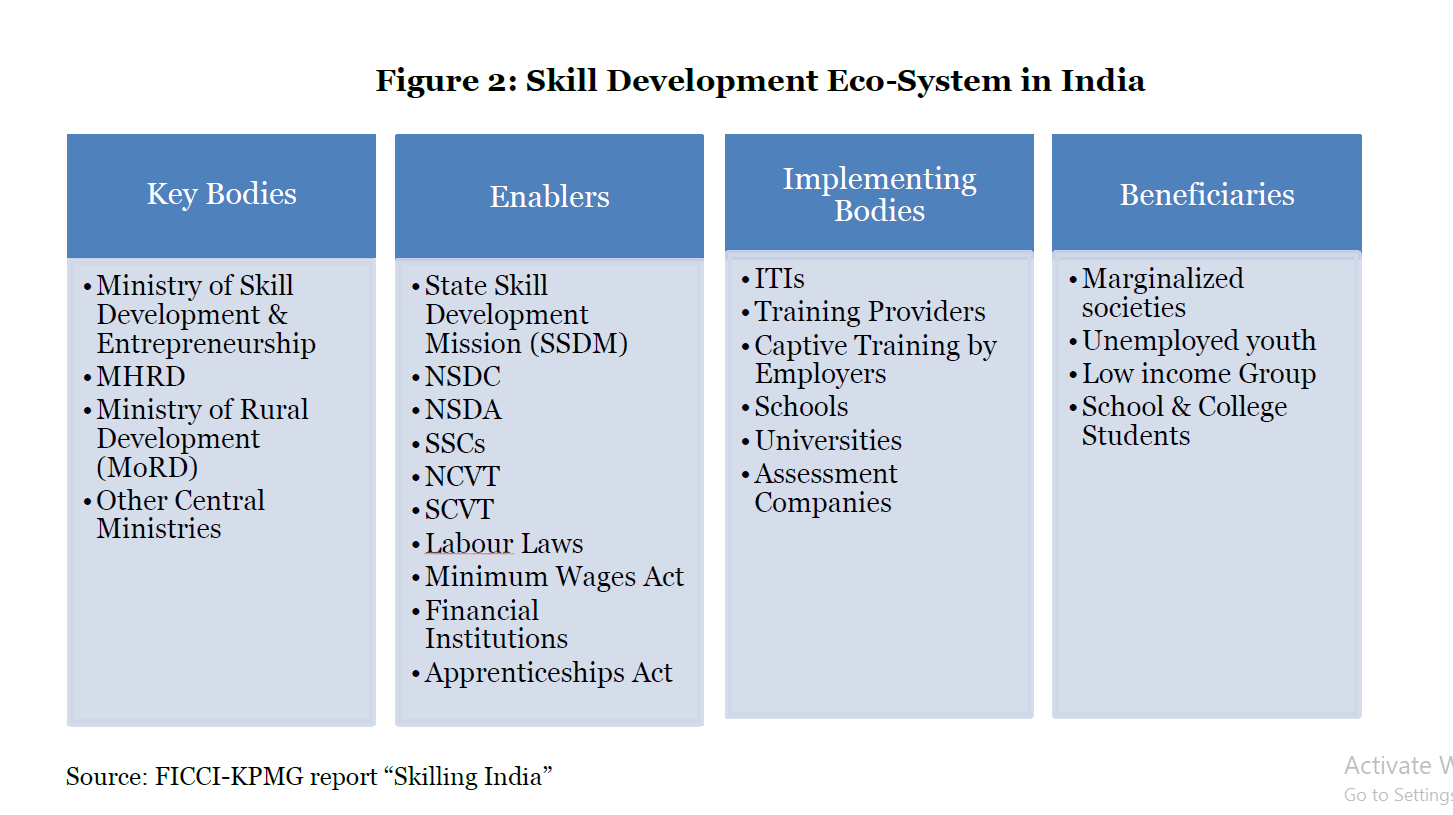 Figure 2: Skill Development Eco-System in India
Key Bodies
• Ministry of Skill
Development &
Entrepreneurship
• MHRD
• Ministry of Rural
Development
(MoRD)
• Other Central
Ministries
Enablers
• State Skill
Development
Mission (SSDM)
• NSDC
• NSDA
• SSCs
• NCVT
• SCVT
• Labour Laws
• Minimum Wages Act
• Financial
Institutions
• Apprenticeships Act
Implementing
Bodies
• ITIs
• Training Providers
• Captive Training by
Employers
• Schools
• Universities
• Assessment
Companies
Beneficiaries
• Marginalized
societies
• Unemployed youth
• Low income Group
• School & College
Students
Source: FICCI-KPMG report “Skilling India”
Activate
Go to Settings